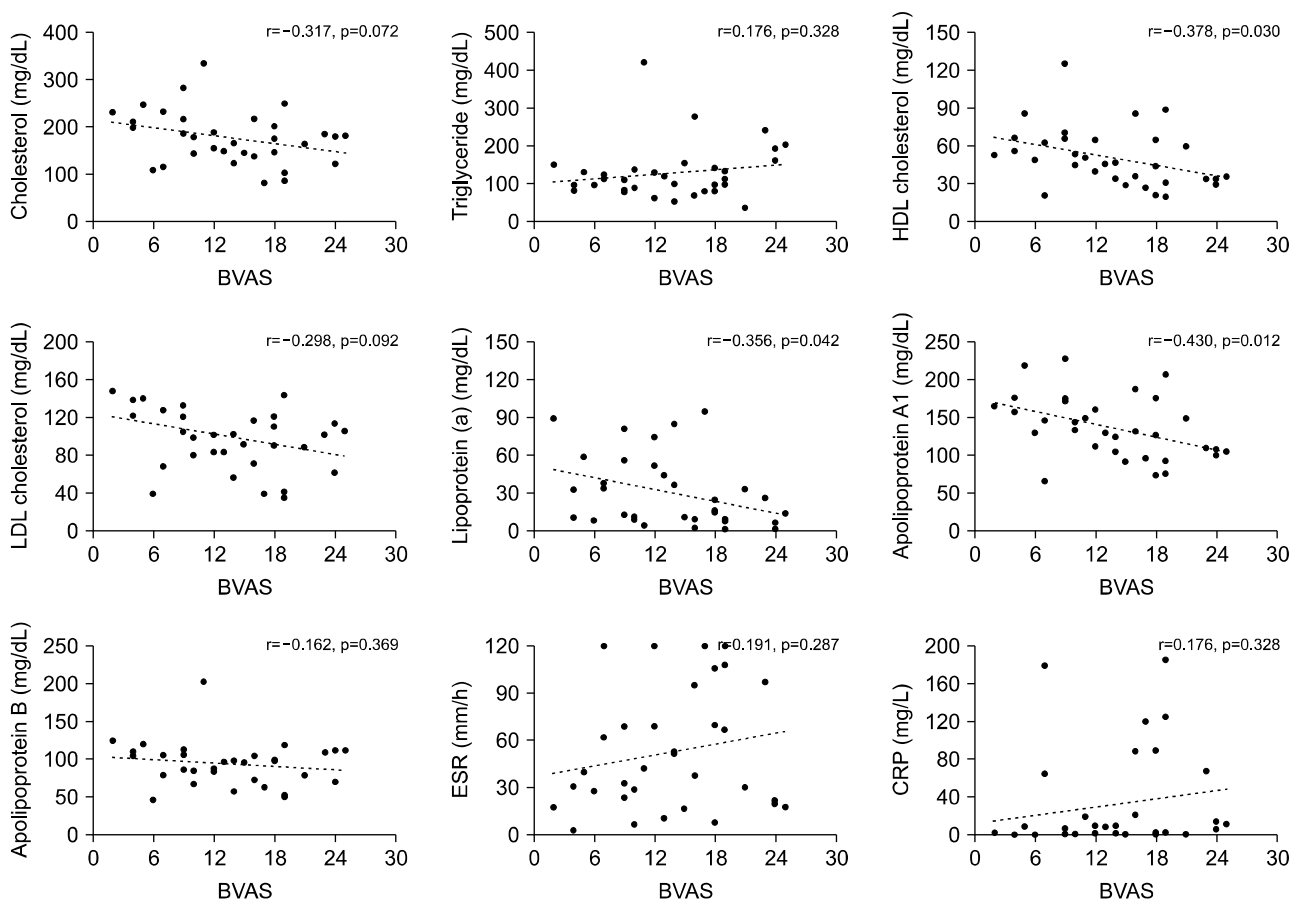 r=−0.317, p=0.072
Cholesterol (mg/dL)
400
300
200
100
0
0 6 12 18 24 30
BVAS
r=0.176, p=0.328
Triglyceride (mg/dL)
500
400
300
200
100
0
0 6 12 18 24 30
BVAS
r=−0.378, p=0.030
HDL cholesterol (mg/dL)
150
120
90
60
30
0
0 6 12 18 24 30
BVAS
r=−0.298, p=0.092
LDL cholesterol (mg/dL)
200
160
120
80
40
0
0 6 12 18 24 30
BVAS
r=−0.356, p=0.042
Lipoprotein (a) (mg/dL)
120
90
60
30
0
0 6 12 18 24 30
BVAS
r=−0.430, p=0.012
Apolipoprotein A1 (mg/dL)
250
200
150
100
50
0
0 6 12 18 24 30
BVAS
r=−0.162, p=0.369
Apolipoprotein B (mg/dL)
250
200
150
100
50
0
0 6 12 18 24 30
BVAS
r=0.191, p=0.287
ESR (nm/h)
120
90
60
30
0
0 6 12 18 24 30
BVAS
r=0.176, p=0.328
CRP (mg/L)
200
160
120
80
40
0
0 6 12 18 24 30
BVAS